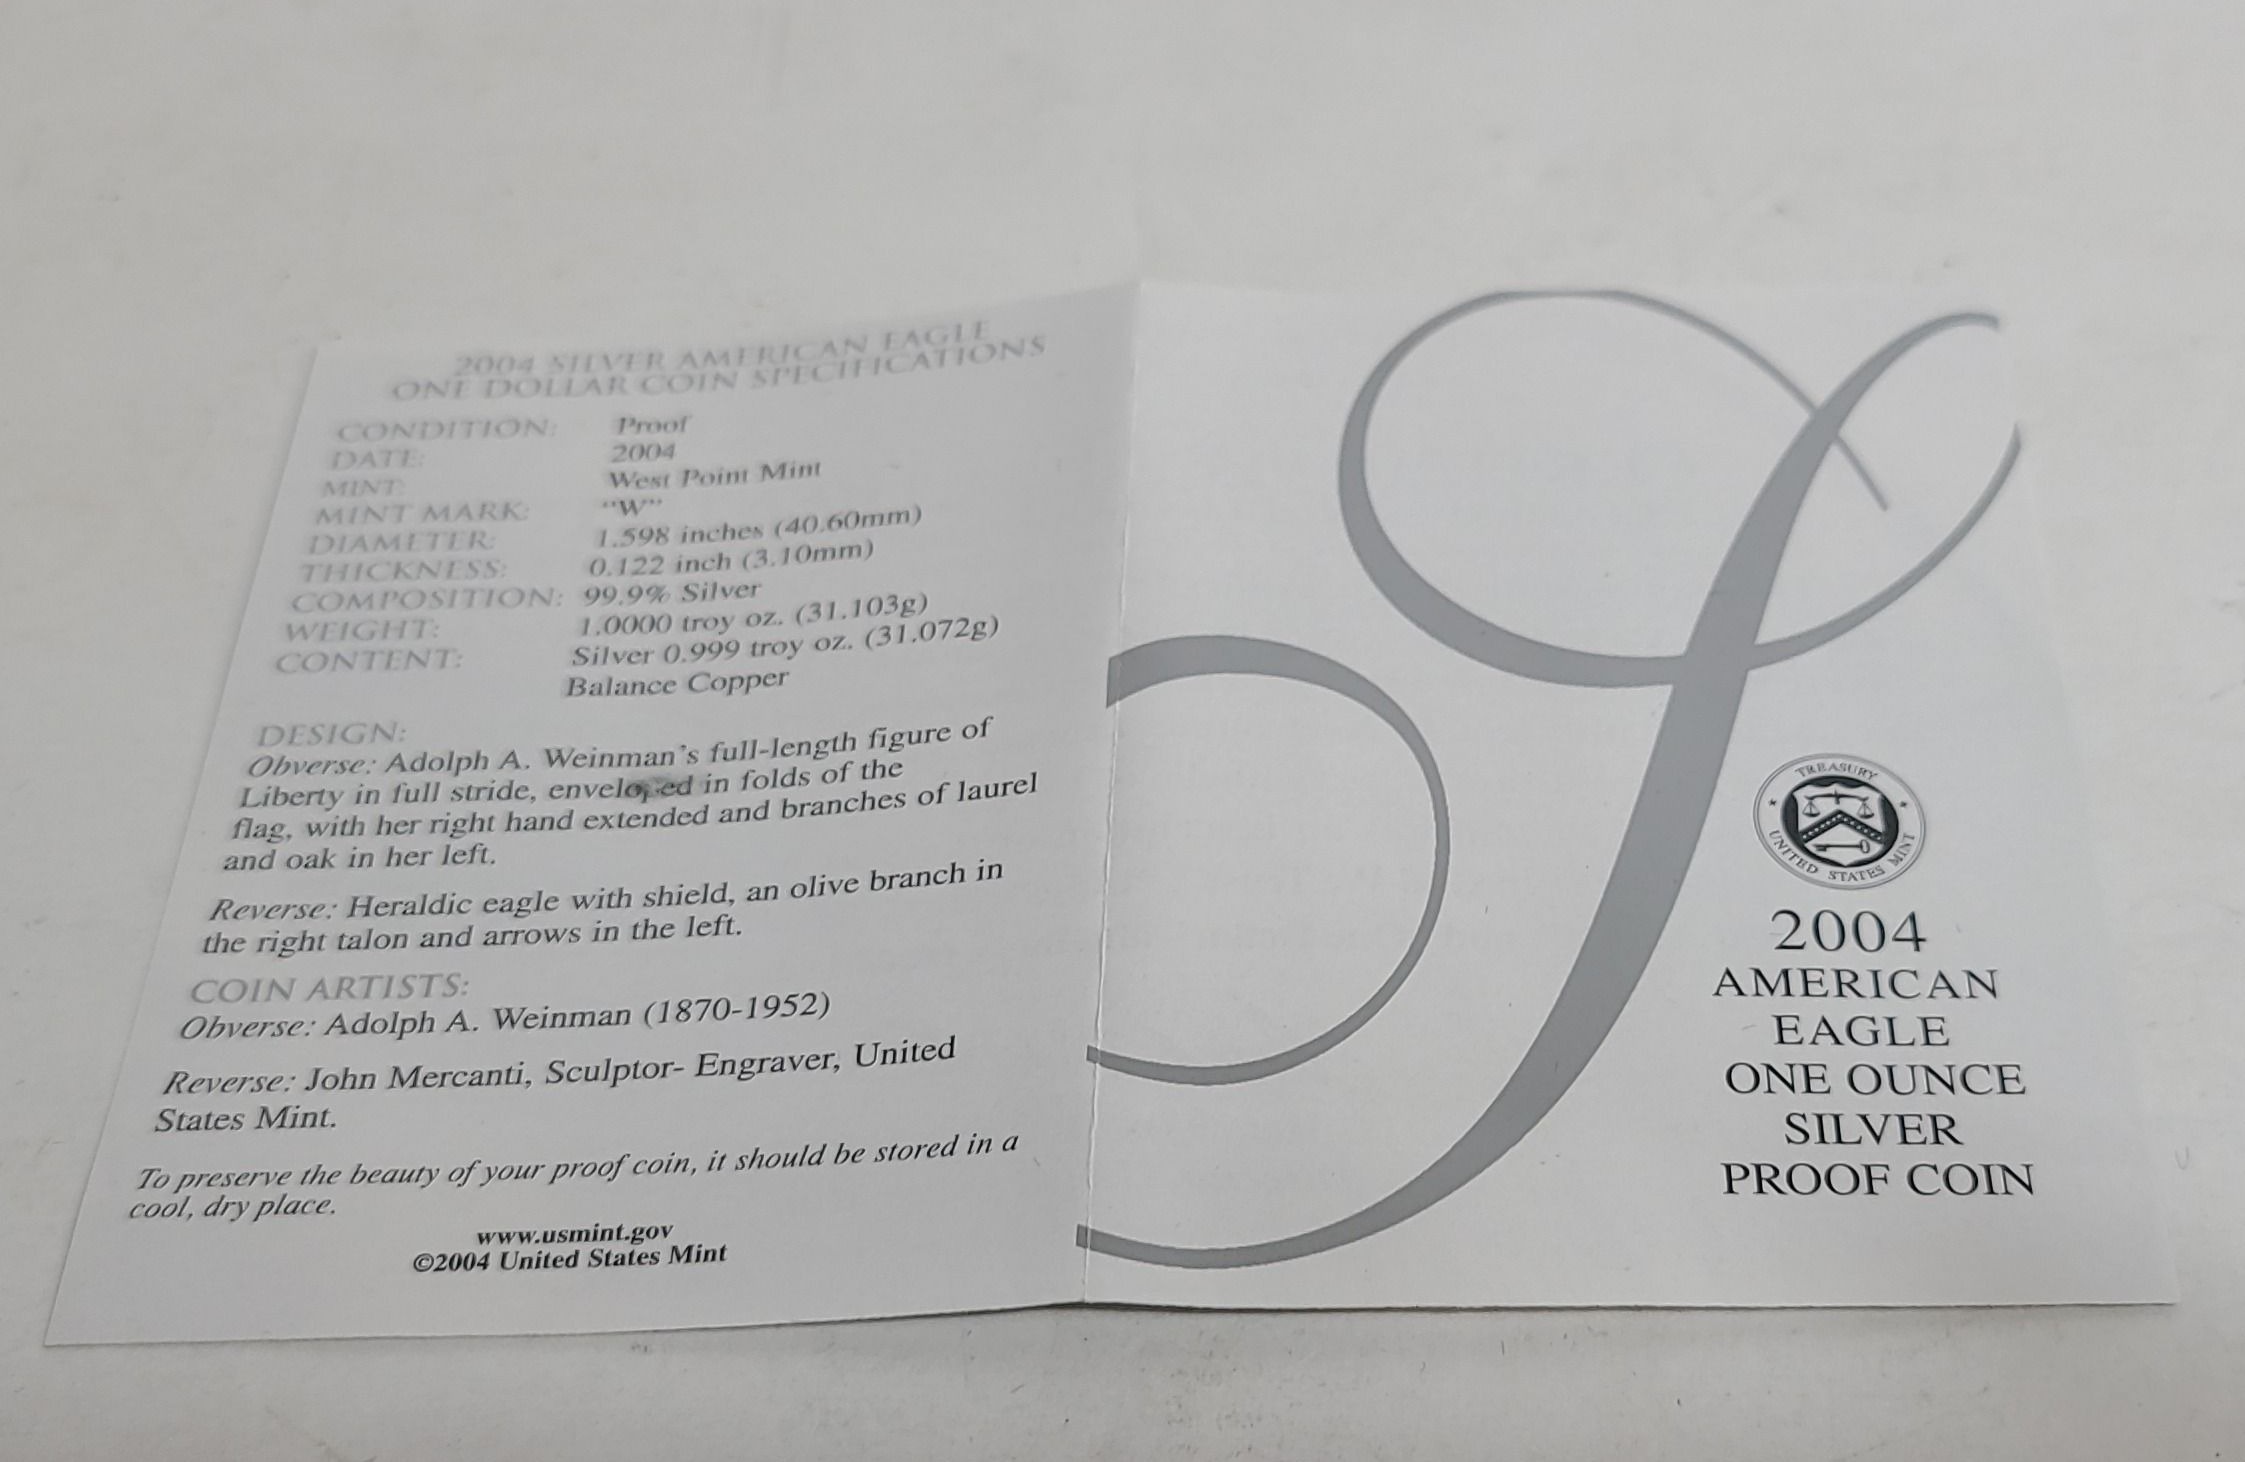 2004 SILVER AMERICAN EAGLE
ONE DOLLAR COIN SPECIFICATIONS
CONDITION: Proof
DATE: 2004
MINT: West Point Mint
MINT MARK: "W"
DIAMETER: 1.598 inches (40.60mm)
THICKNESS: 0.122 inch (3.10mm)
COMPOSITION: 99.9% Silver
WEIGHT: 1.0000 troy oz. (31.103g)
CONTENT: Silver 0.999 troy oz. (31.072g)
Balance Copper
DESIGN:
Obverse: Adolph A. Weinman's full-length figure of
Liberty in full stride, enveloped in folds of the
flag, with her right hand extended and branches of laurel
and oak in her left.
Reverse: Heraldic eagle with shield, an olive branch in
the right talon and arrows in the left.
COIN ARTISTS:
Obverse: Adolph A. Weinman (1870-1952)
Reverse: John Mercanti, Sculptor- Engraver, United
States Mint.
To preserve the beauty of your proof coin, it should be stored in a
cool, dry place.
www.usmint.gov
©2004 United States Mint
TREASURY
UNITED STATES MINT
2004
AMERICAN
EAGLE
ONE OUNCE
SILVER
PROOF COIN